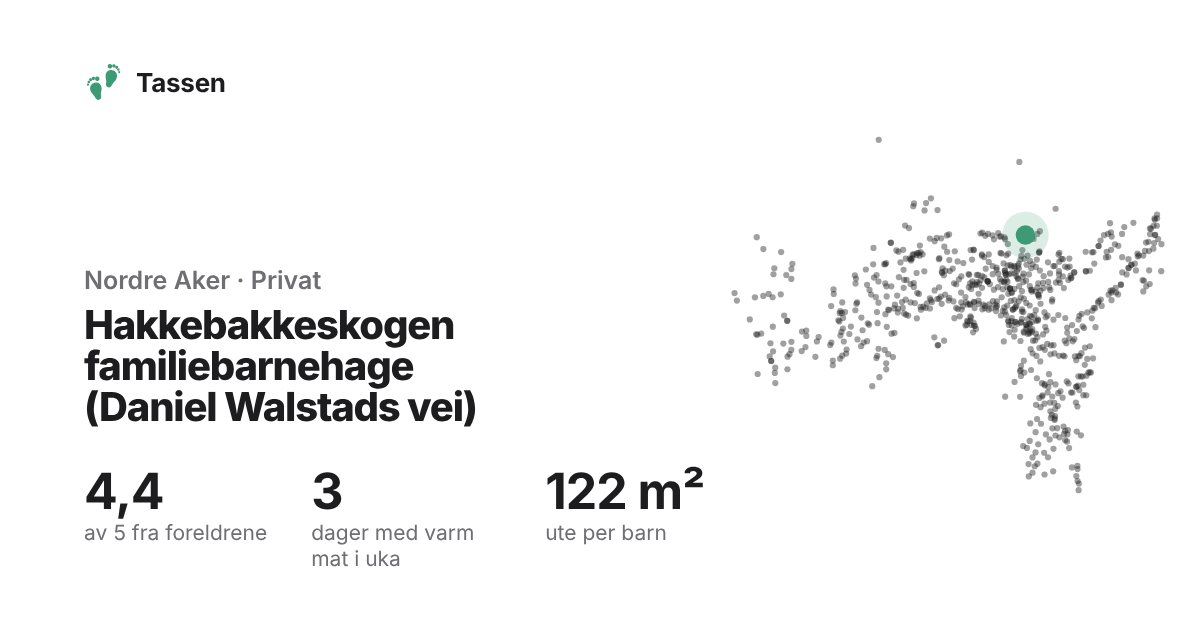 Tassen
Nordre Aker · Privat
Hakkebakkeskogen
familiebarnehage
(Daniel Walstads vei)
4,4
av 5 fra foreldrene
3
dager med varm
mat i uka
122 m²
ute per barn